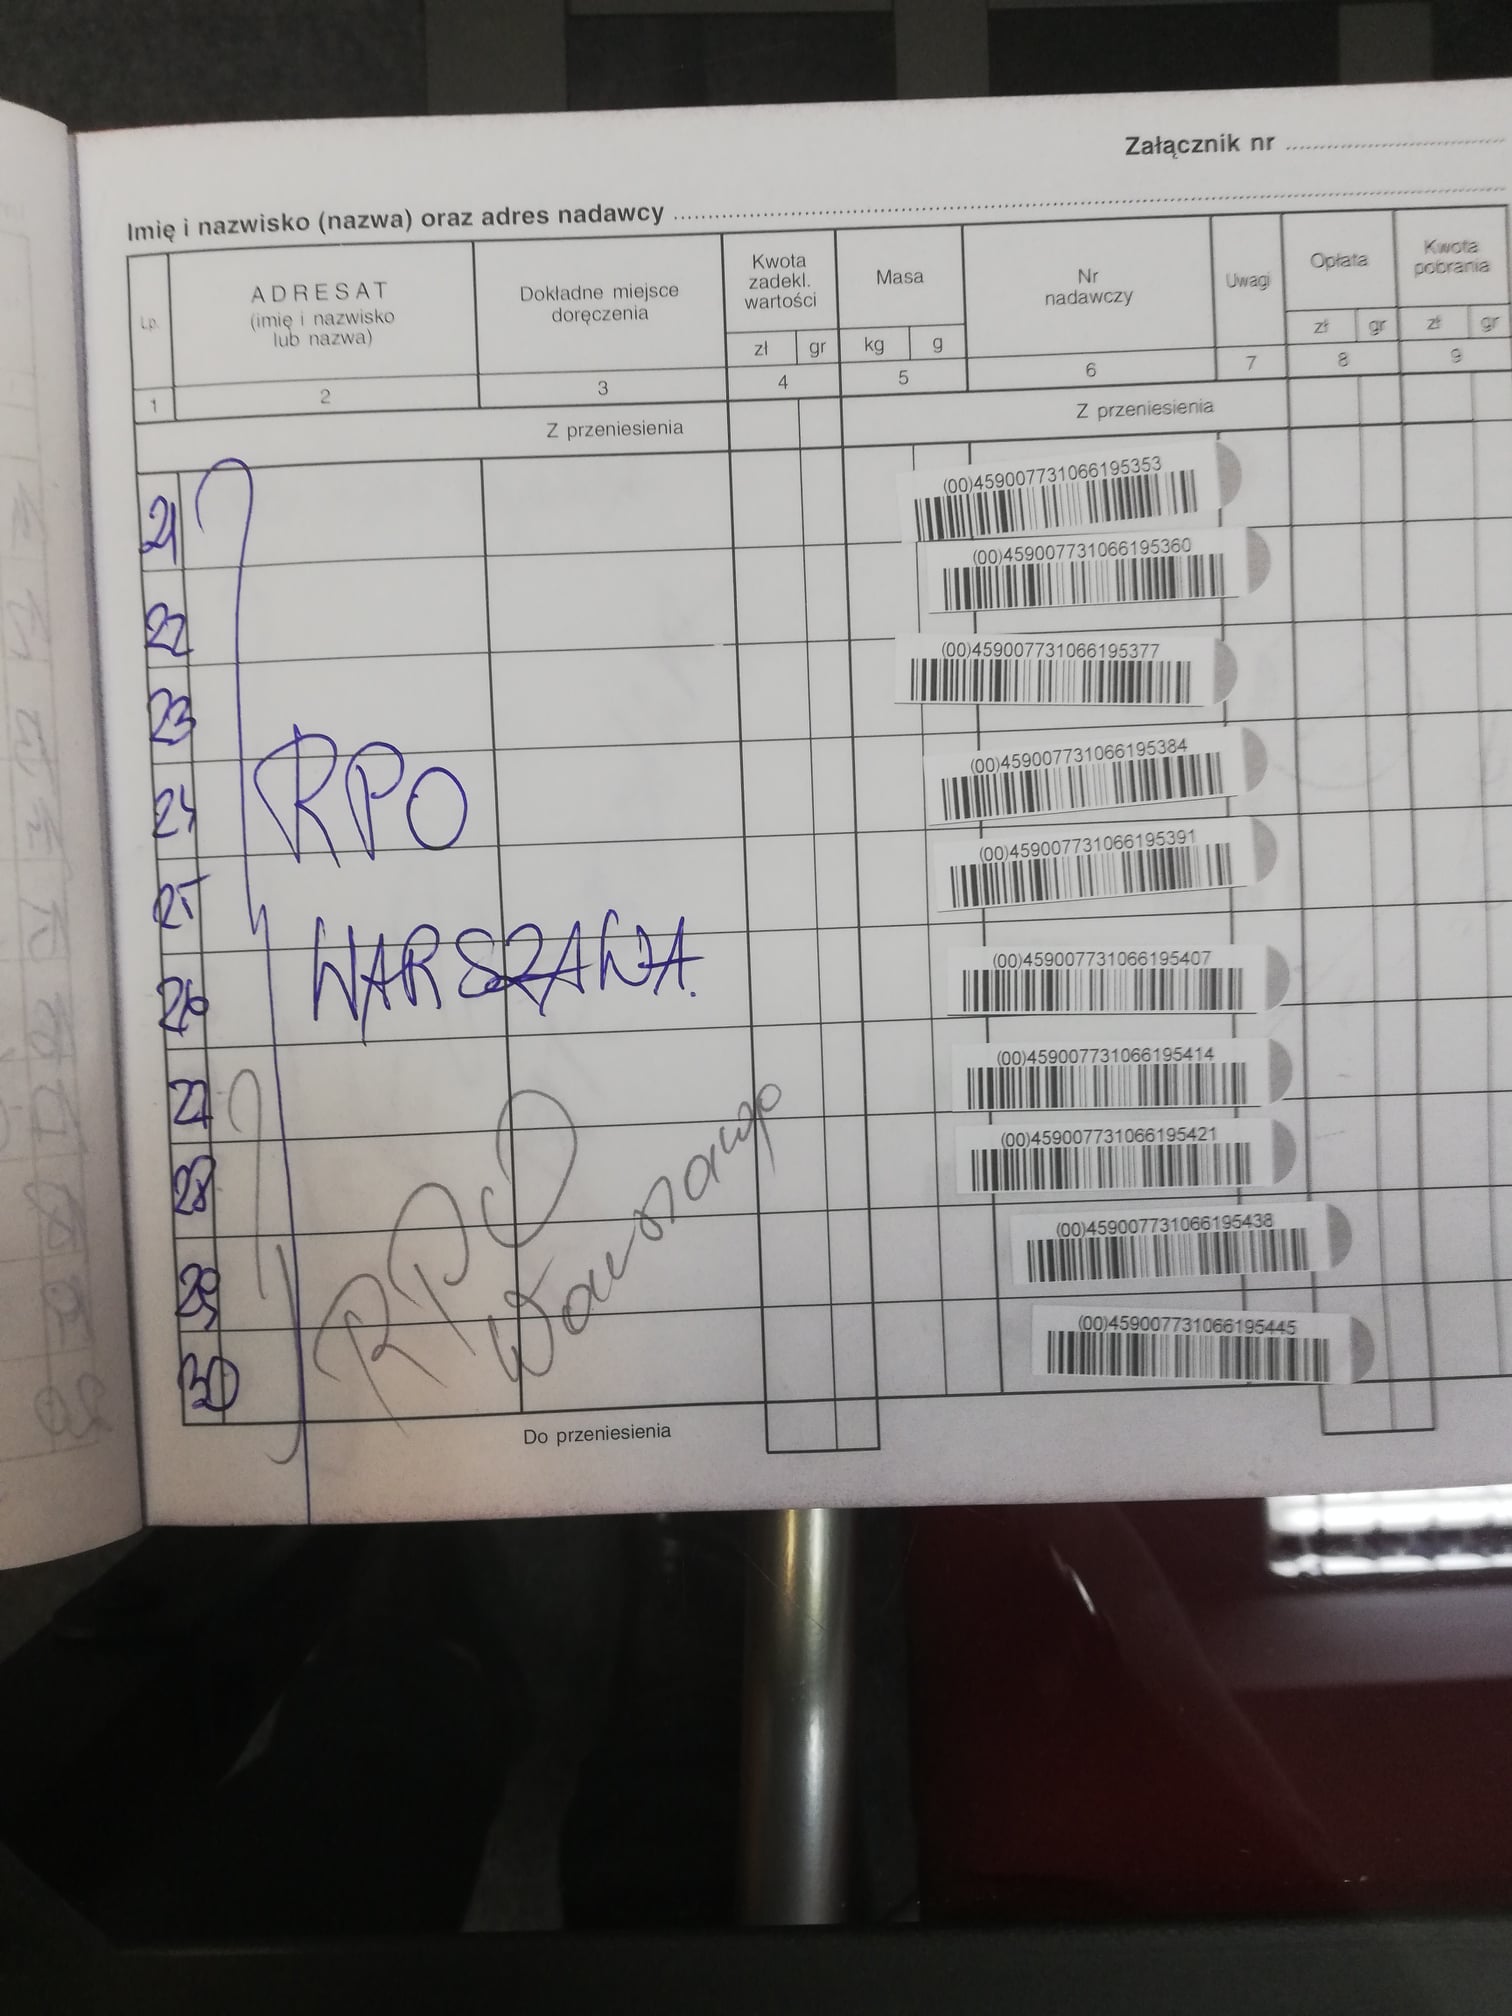 Załącznik nr
Imię i nazwisko (nazwa) oraz adres nadawcy
Lp. ADRESAT (imię i nazwisko lub nazwa) Dokładne miejsce doręczenia Kwota zadekl. wartości Masa Nr nadawczy Uwagi Opłata Kwota pobrania
zł gr kg g zł gr zł gr
1 2 3 4 5 6 7 8 9
Z przeniesienia Z przeniesienia
21 (00)459007731066195353
22 (00)459007731066195360
23 (00)459007731066195377
24 RPO (00)459007731066195384
25 (00)459007731066195391
26 WARSZAWA. (00)459007731066195407
27 (00)459007731066195414
28 (00)459007731066195421
29 RPO (00)459007731066195438
30 (00)459007731066195445
Do przeniesienia